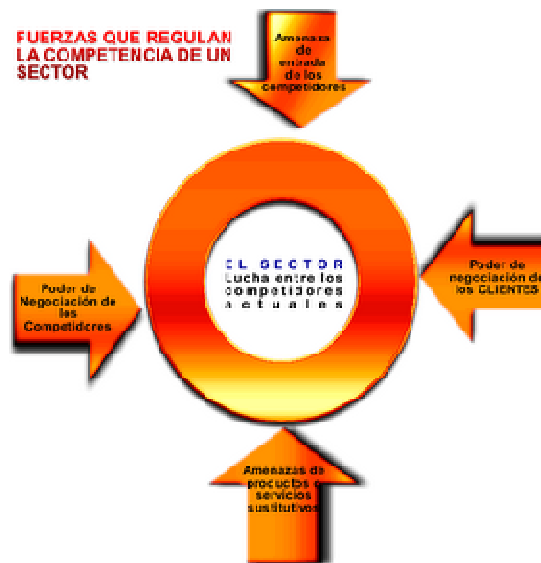 FUERZAS QUE REGULAN
LA COMPETENCIA DE UN
SECTOR
Amenaza
de
entrada
de los
competidores
EL SECTOR
Lucha entre los
competidores
actuales
Poder de
Negociación de
los
Competidores
Poder de
negociación de
los CLIENTES
Amenazas de
productos o
servicios
sustitutivos